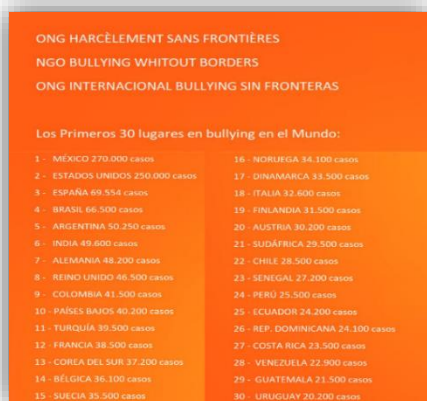 ONG HARCÈLEMENT SANS FRONTIÈRES
NGO BULLYING WHITOUT BORDERS
ONG INTERNACIONAL BULLYING SIN FRONTERAS
Los Primeros 30 lugares en bullying en el Mundo:
1 - MÉXICO 270.000 casos
2 - ESTADOS UNIDOS 250.000 casos
3 - ESPAÑA 69.554 casos
4 - BRASIL 66.500 casos
5 - ARGENTINA 50.250 casos
6 - INDIA 49.600 casos
7 - ALEMANIA 48.200 casos
8 - REINO UNIDO 46.500 casos
9 - COLOMBIA 41.500 casos
10 - PAÍSES BAJOS 40.200 casos
11 - TURQUÍA 39.500 casos
12 - FRANCIA 38.500 casos
13 - COREA DEL SUR 37.200 casos
14 - BÉLGICA 36.100 casos
15 - SUECIA 35.500 casos
16 - NORUEGA 34.100 casos
17 - DINAMARCA 33.500 casos
18 - ITALIA 32.600 casos
19 - FINLANDIA 31.500 casos
20 - AUSTRIA 30.200 casos
21 - SUDÁFRICA 29.500 casos
22 - CHILE 28.500 casos
23 - SENEGAL 27.200 casos
24 - PERÚ 25.500 casos
25 - ECUADOR 24.200 casos
26 - REP. DOMINICANA 24.100 casos
27 - COSTA RICA 23.500 casos
28 - VENEZUELA 22.900 casos
29 - GUATEMALA 21.500 casos
30 - URUGUAY 20.200 casos